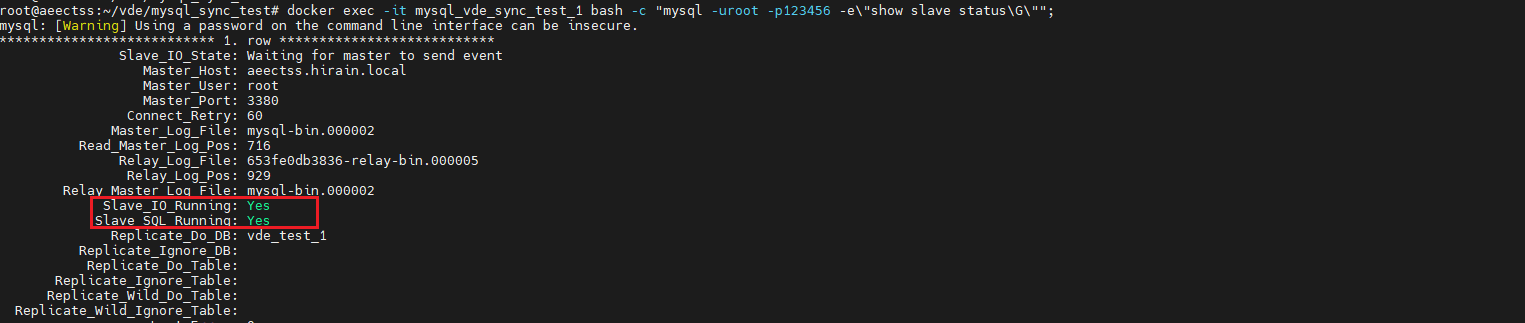 root@aeectss:~/vde/mysql_sync_test# docker exec -it mysql_vde_sync_test_1 bash -c "mysql -uroot -p123456 -e\"show slave status\G\"";
mysql: [Warning] Using a password on the command line interface can be insecure.
*************************** 1. row ***************************
Slave_IO_State: Waiting for master to send event
Master_Host: aeectss.hirain.local
Master_User: root
Master_Port: 3380
Connect_Retry: 60
Master_Log_File: mysql-bin.000002
Read_Master_Log_Pos: 716
Relay_Log_File: 653fe0db3836-relay-bin.000005
Relay_Log_Pos: 929
Relay_Master_Log_File: mysql-bin.000002
Slave_IO_Running: Yes
Slave_SQL_Running: Yes
Replicate_Do_DB: vde_test_1
Replicate_Ignore_DB:
Replicate_Do_Table:
Replicate_Ignore_Table:
Replicate_Wild_Do_Table:
Replicate_Wild_Ignore_Table: